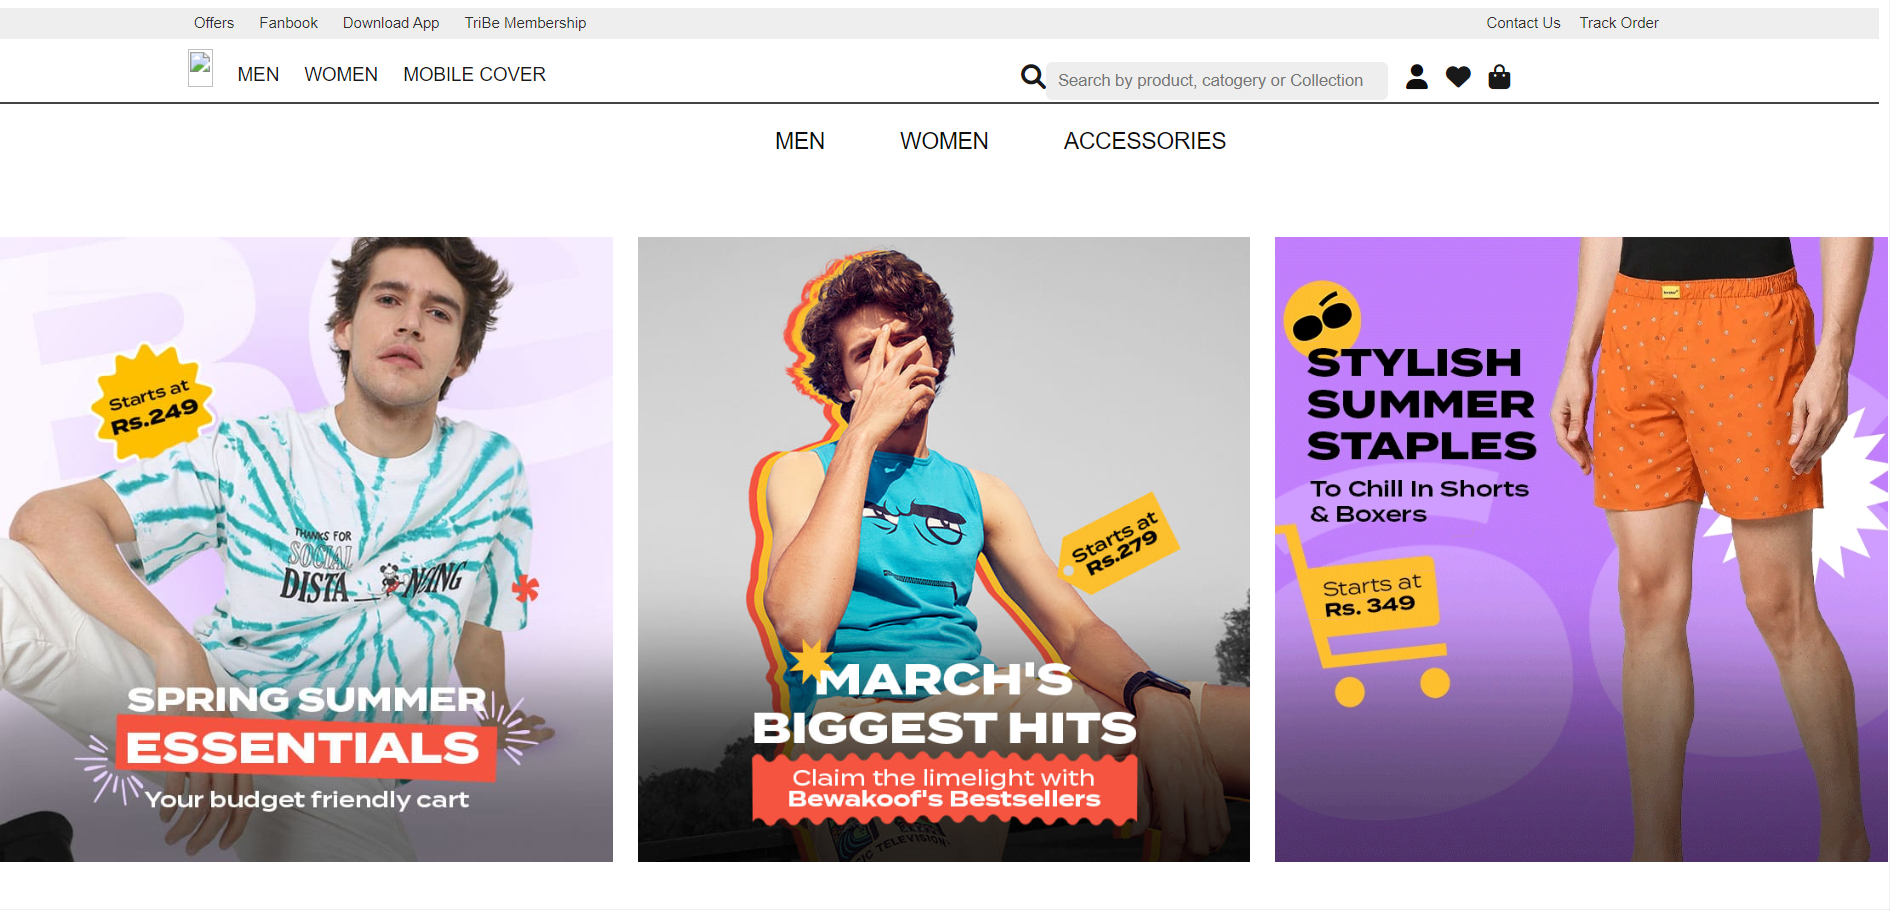 Offers Fanbook Download App TriBe Membership Contact Us Track Order
MEN WOMEN MOBILE COVER Search by product, catogery or Collection
MEN WOMEN ACCESSORIES
Starts at
Rs.249
THANKS FOR
SOCIAL
DISTA NCING
SPRING SUMMER
ESSENTIALS
Your budget friendly cart
Starts at
Rs.279
MARCH'S
BIGGEST HITS
Claim the limelight with
Bewakoof's Bestsellers
TELEVISION
STYLISH
SUMMER
STAPLES
To Chill In Shorts
& Boxers
Starts at
Rs. 349